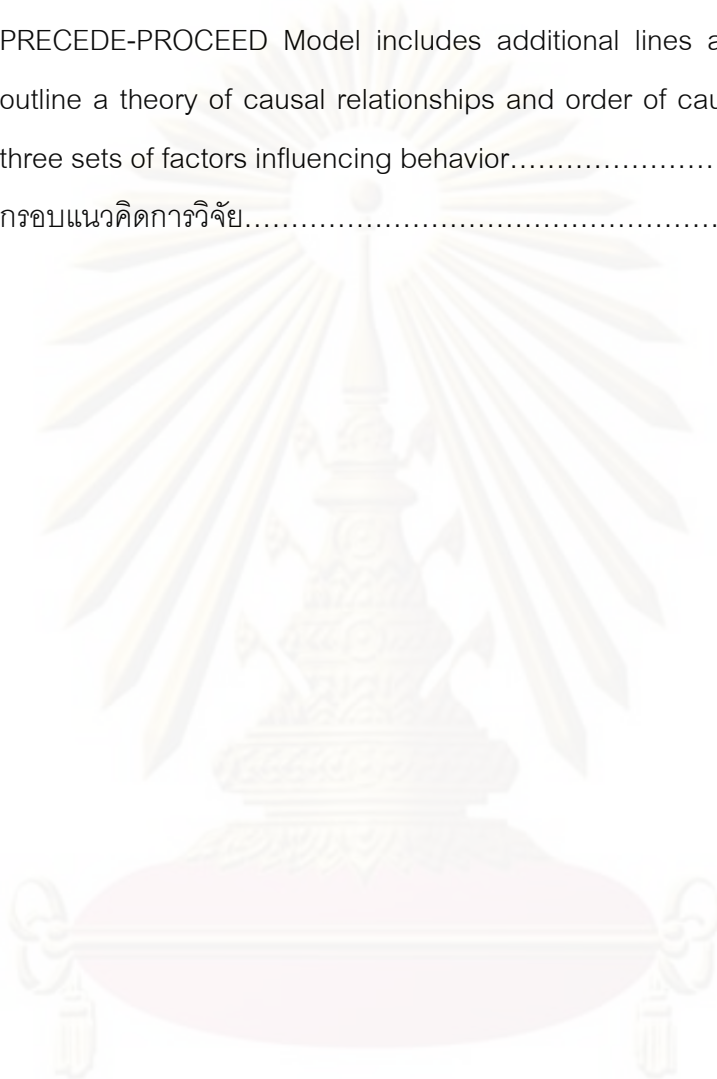 PRECEDE-PROCEED Model includes additional lines a
outline a theory of causal relationships and order of cau
three sets of factors influencing behavior.......................
กรอบแนวคิดการวิจัย....................................................